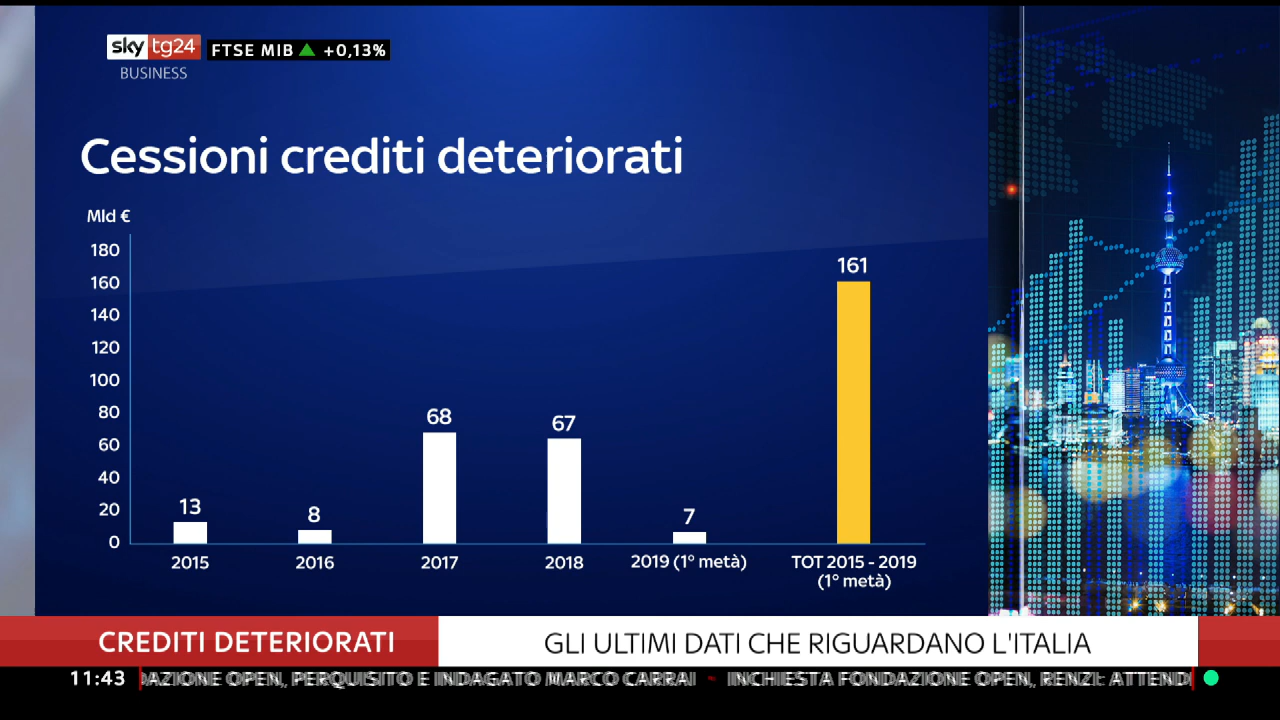 sky tg24 FTSE MIB +0,13%
BUSINESS
Cessioni crediti deteriorati
Mld €
180
160
140
120
100
80
60
40
20
0
13
8
68
67
7
161
2015
2016
2017
2018
2019 (1° metà)
TOT 2015 - 2019
(1° metà)
CREDITI DETERIORATI
GLI ULTIMI DATI CHE RIGUARDANO L'ITALIA
11:43 AZIONE OPEN, PERQUISITO E INDAGATO MARCO CARRAI - INCHIESTA FONDAZIONE OPEN, RENZI: ATTEND